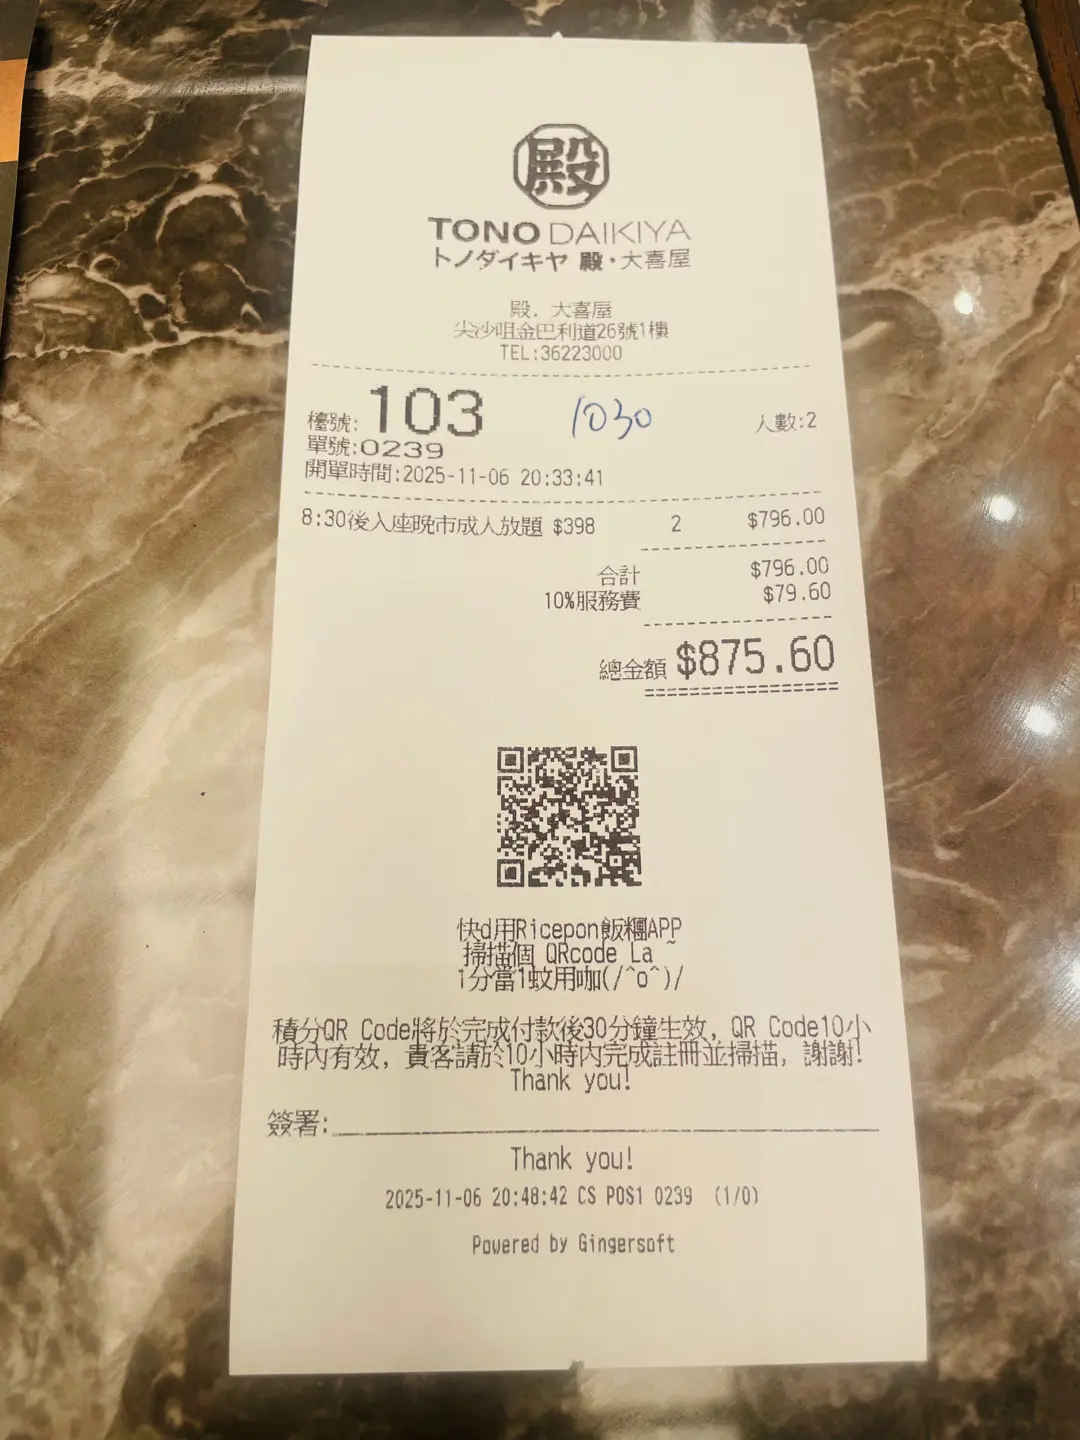 殿
TONO DAIKIYA
トノダイキヤ 殿·大喜屋
殿．大喜屋
尖沙咀金巴利道26號1樓
TEL:36223000
檯號:103 1030 人數:2
單號:0239
開單時間:2025-11-06 20:33:41
8:30後入座晚市成人放題 $398 2 $796.00
合計 $796.00
10%服務費 $79.60
總金額 $875.60
快d用Ricepon飯糰APP
掃描個 QRcode La ~
1分當1蚊用咖(/^o^)/
積分QR Code將於完成付款後30分鐘生效, QR Code10小
時內有效, 貴客請於10小時內完成註冊並掃描, 謝謝!
Thank you!
簽署:
Thank you!
2025-11-06 20:48:42 CS POS1 0239 (1/0)
Powered by Gingersoft